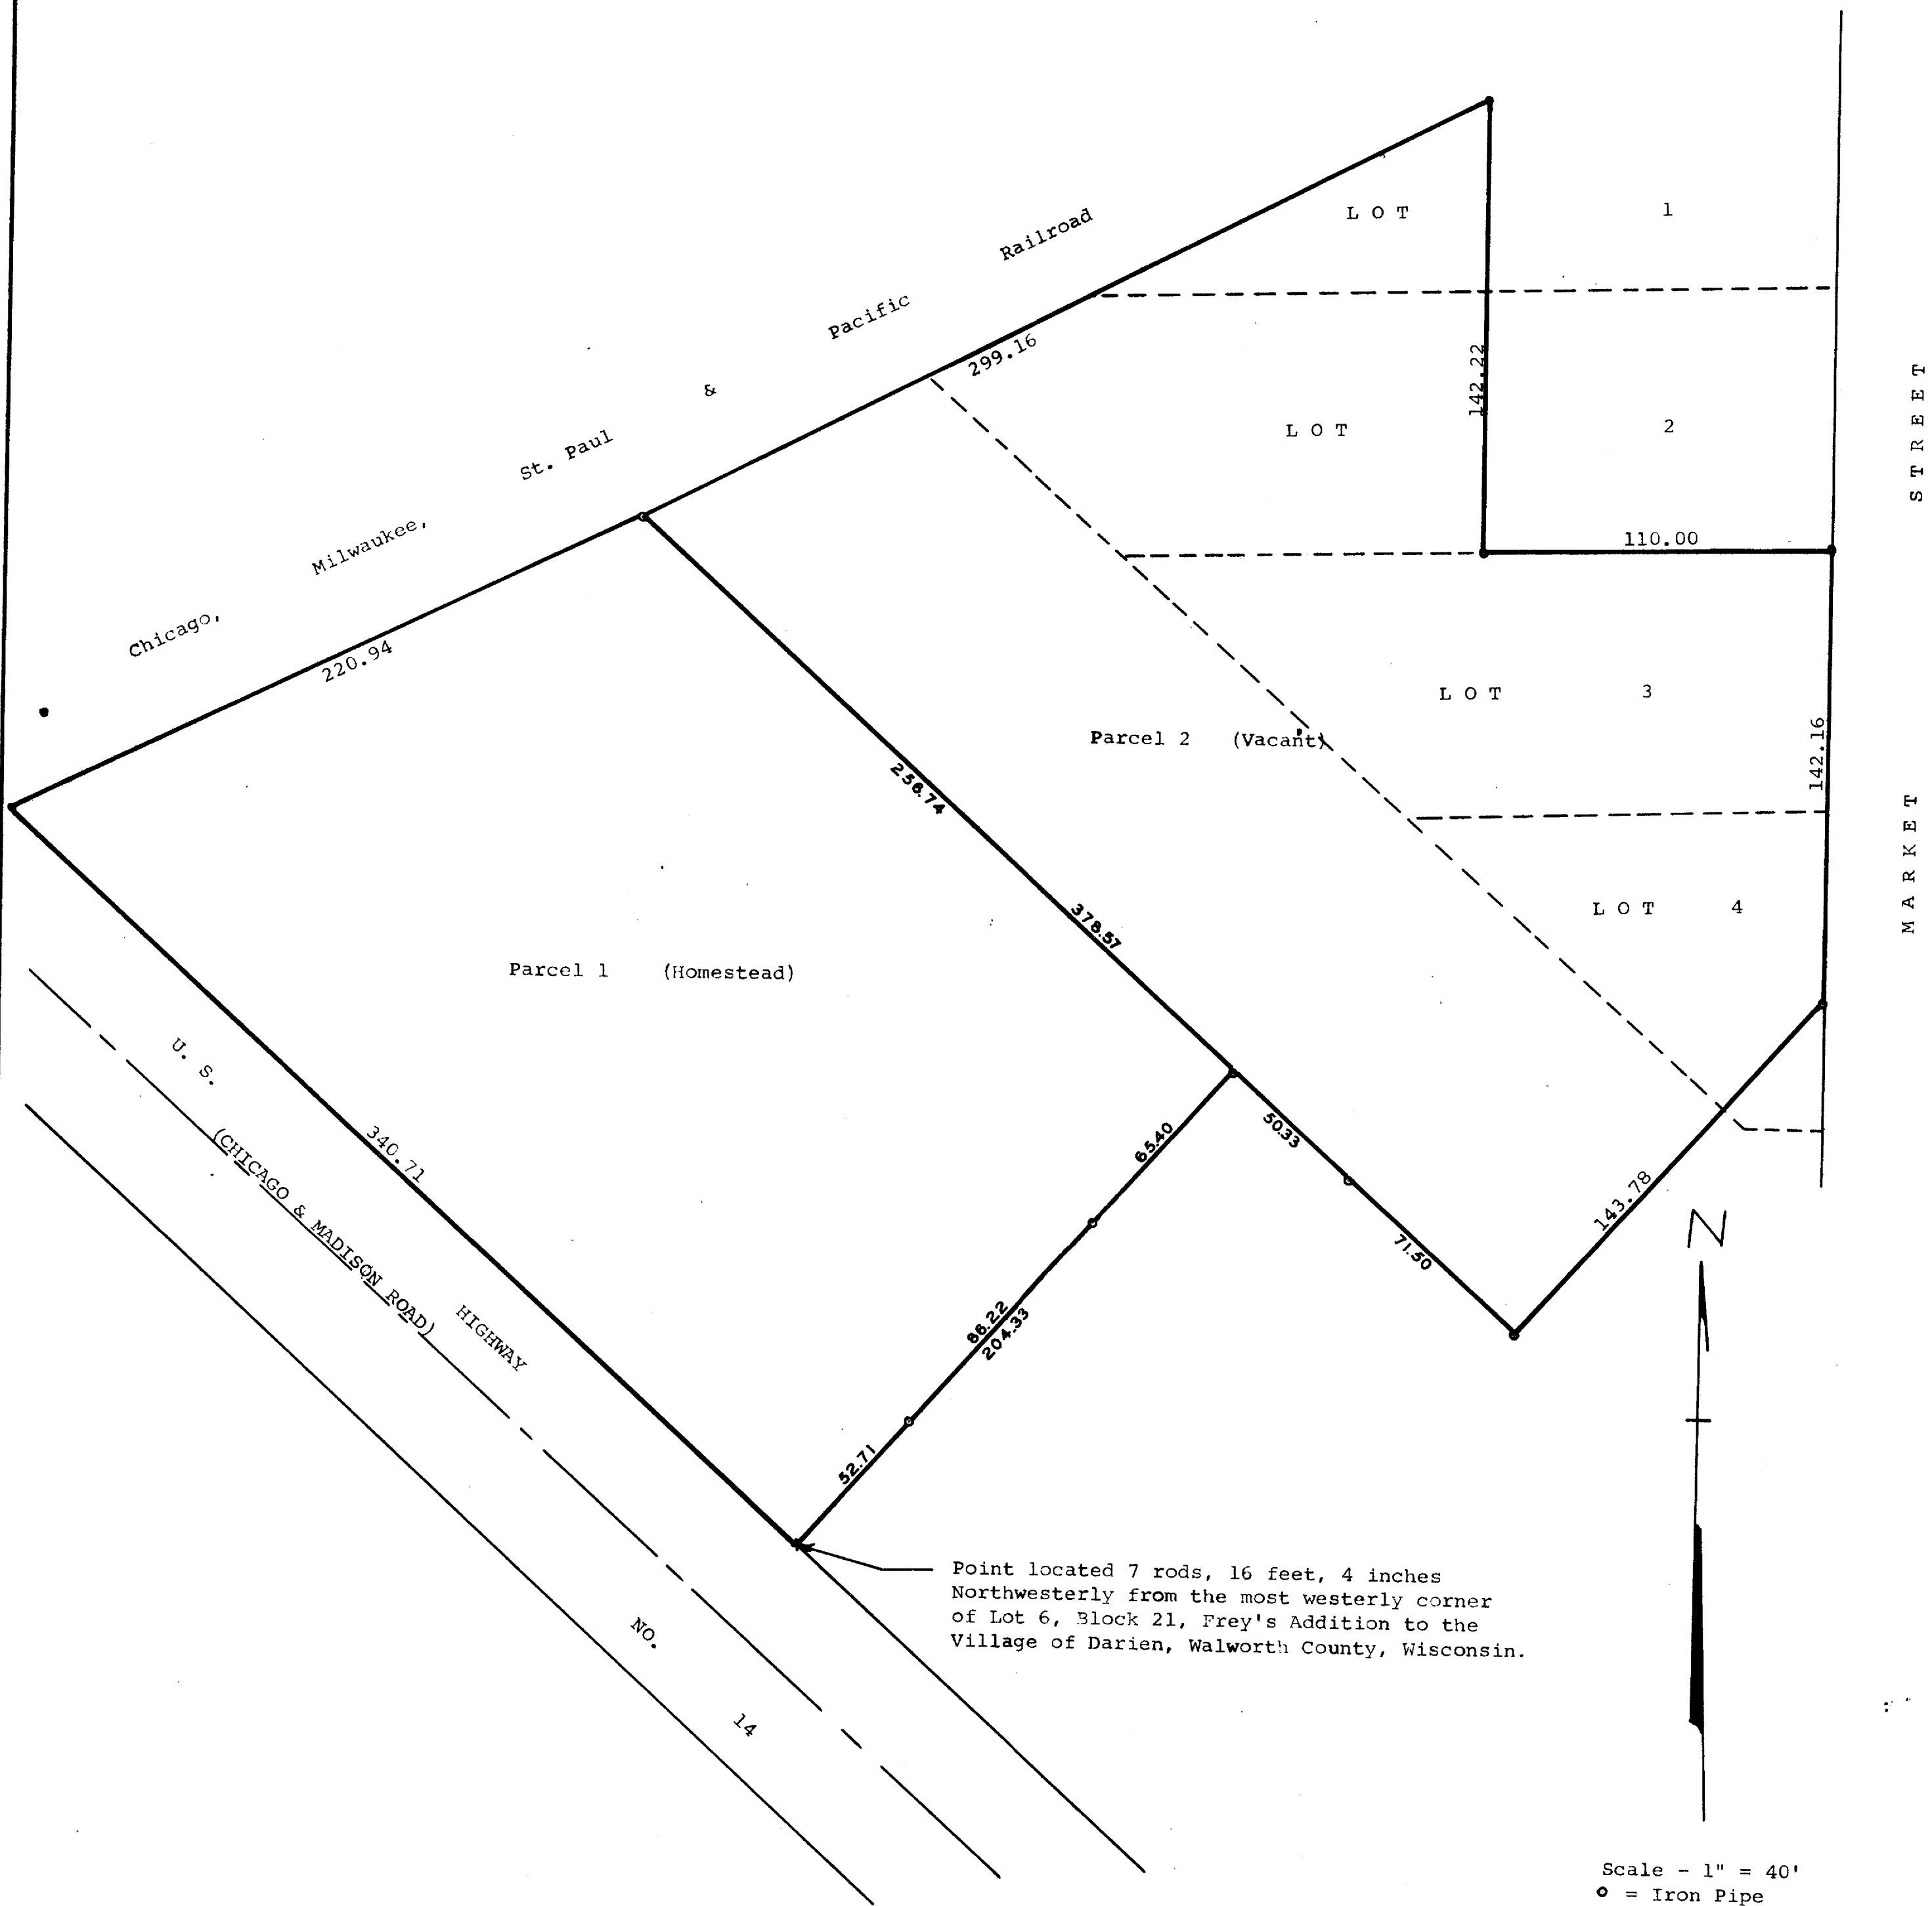 Chicago, Milwaukee, St. Paul & Pacific Railroad
LOT 1
299.16
142.22
LOT 2
STREET
110.00
220.94
LOT 3
Parcel 2 (Vacant)
142.16
256.74
MARKET
378.57
LOT 4
Parcel 1 (Homestead)
U. S.
(CHICAGO & MADISON ROAD)
HIGHWAY
NO.
14
340.71
65.40
50.33
143.78
71.50
86.22
204.33
52.71
N
Point located 7 rods, 16 feet, 4 inches
Northwesterly from the most westerly corner
of Lot 6, Block 21, Frey's Addition to the
Village of Darien, Walworth County, Wisconsin.
Scale - 1" = 40'
= Iron Pipe